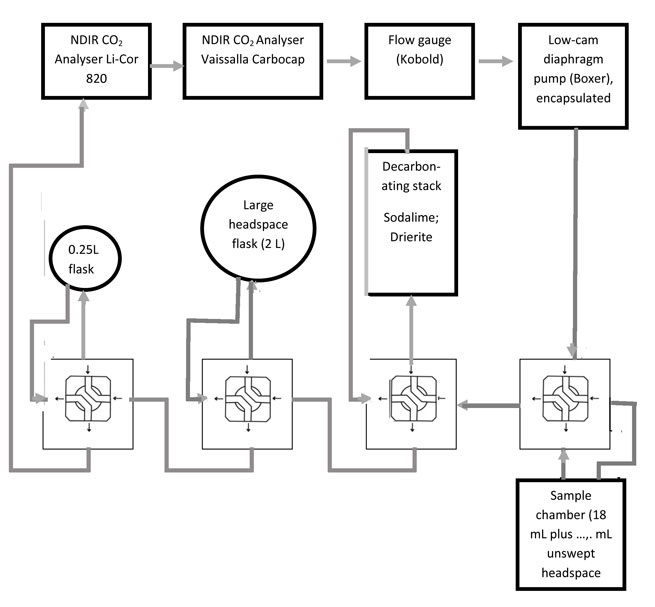 NDIR CO₂
Analyser Li-Cor
820
NDIR CO₂ Analyser
Vaissalla Carbocap
Flow gauge
(Kobold)
Low-cam
diaphragm
pump (Boxer),
encapsulated
0.25L
flask
Large
headspace
flask (2 L)
Decarbon-
ating stack
Sodalime;
Drierite
Sample
chamber (18
mL plus ...,. mL
unswept
headspace